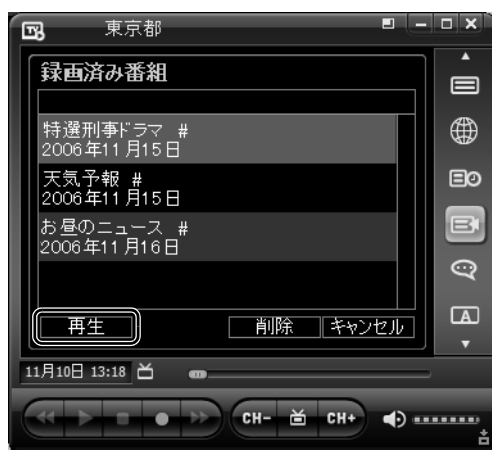 TV 東京都
録画済み番組
特選刑事ドラマ #
2006年11月15日
天気予報 #
2006年11月15日
お昼のニュース #
2006年11月16日
再生 削除 キャンセル
A
11月10日 13:18
CH- CH+